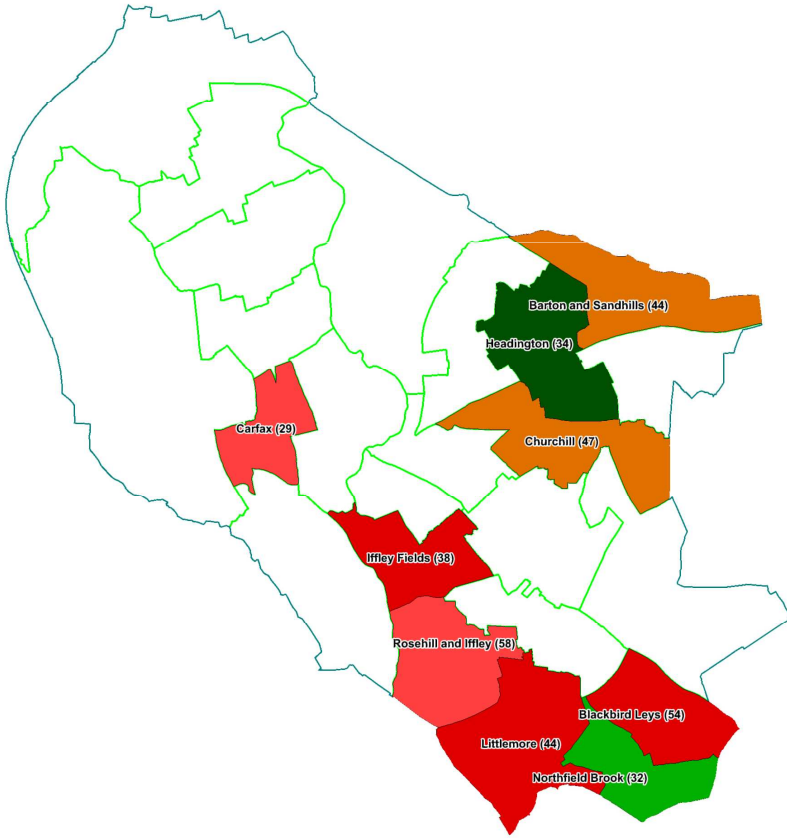 Barton and Sandhills (44)
Headington (34)
Carfax (29)
Churchill (47)
Iffley Fields (38)
Rosehill and Iffley (58)
Blackbird Leys (54)
Littlemore (44)
Northfield Brook (32)